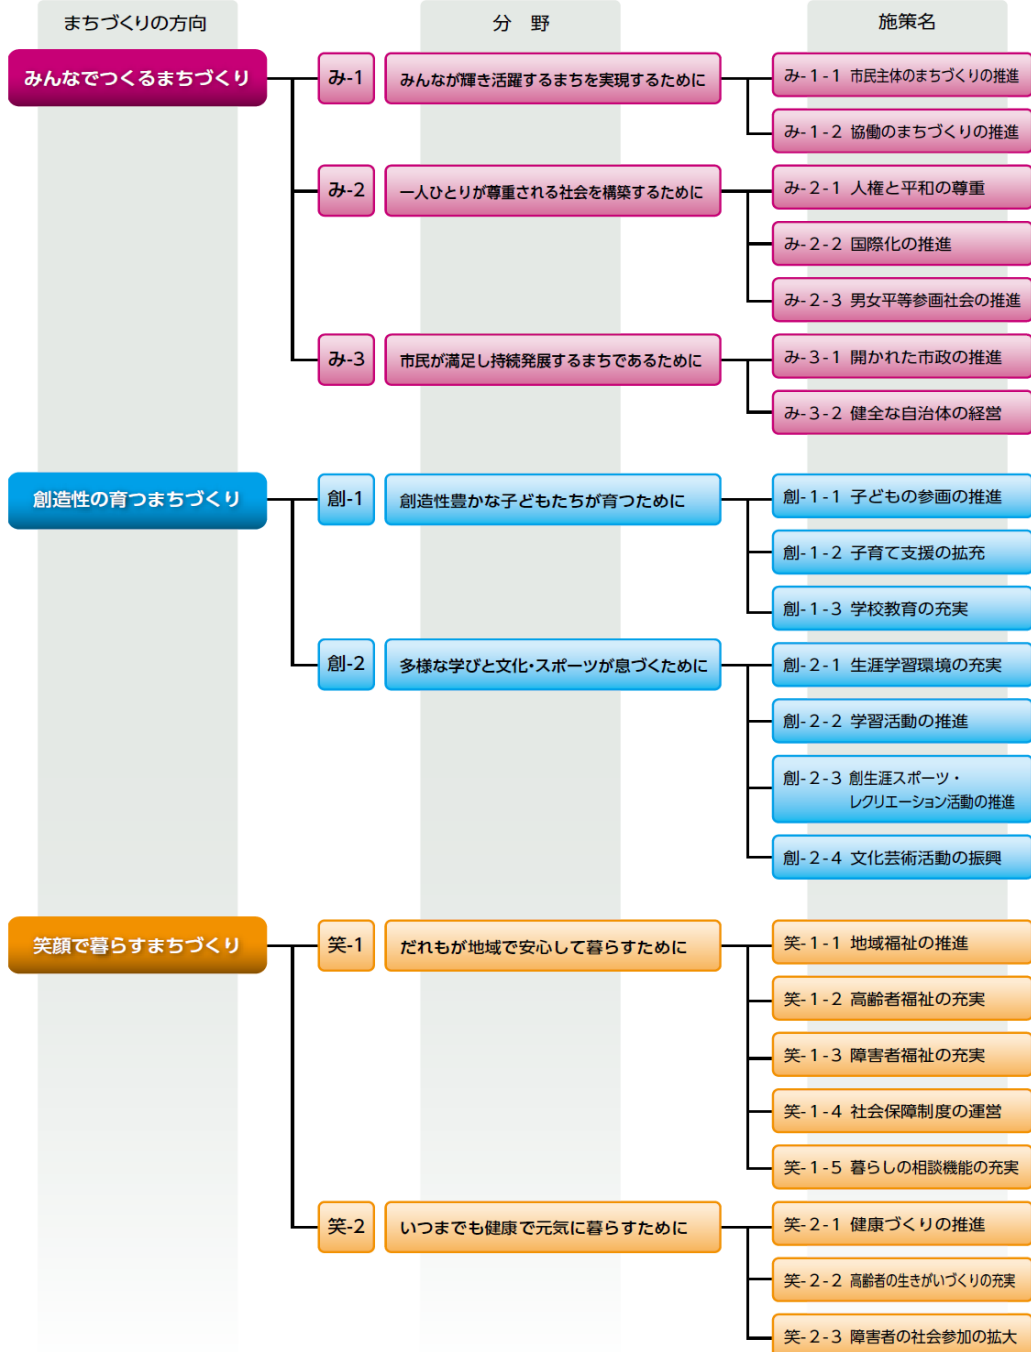 まちづくりの方向
分　野
施策名
みんなでつくるまちづくり
み-1
みんなが輝き活躍するまちを実現するために
み-1-1 市民主体のまちづくりの推進
み-1-2 協働のまちづくりの推進
み-2
一人ひとりが尊重される社会を構築するために
み-2-1 人権と平和の尊重
み-2-2 国際化の推進
み-2-3 男女平等参画社会の推進
み-3
市民が満足し持続発展するまちであるために
み-3-1 開かれた市政の推進
み-3-2 健全な自治体の経営
創造性の育つまちづくり
創-1
創造性豊かな子どもたちが育つために
創-1-1 子どもの参画の推進
創-1-2 子育て支援の拡充
創-1-3 学校教育の充実
創-2
多様な学びと文化・スポーツが息づくために
創-2-1 生涯学習環境の充実
創-2-2 学習活動の推進
創-2-3 創生涯スポーツ・
レクリエーション活動の推進
創-2-4 文化芸術活動の振興
笑顔で暮らすまちづくり
笑-1
だれもが地域で安心して暮らすために
笑-1-1 地域福祉の推進
笑-1-2 高齢者福祉の充実
笑-1-3 障害者福祉の充実
笑-1-4 社会保障制度の運営
笑-1-5 暮らしの相談機能の充実
笑-2
いつまでも健康で元気に暮らすために
笑-2-1 健康づくりの推進
笑-2-2 高齢者の生きがいづくりの充実
笑-2-3 障害者の社会参加の拡大